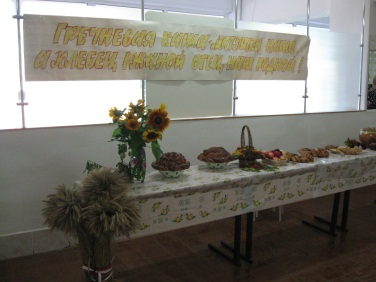 ГРЕЧНЕВАЯ КАША - МАТУШКА НАША
А ХЛЕБЕЦ РЖАНОЙ ОТЕЦ НАШ РОДНОЙ !